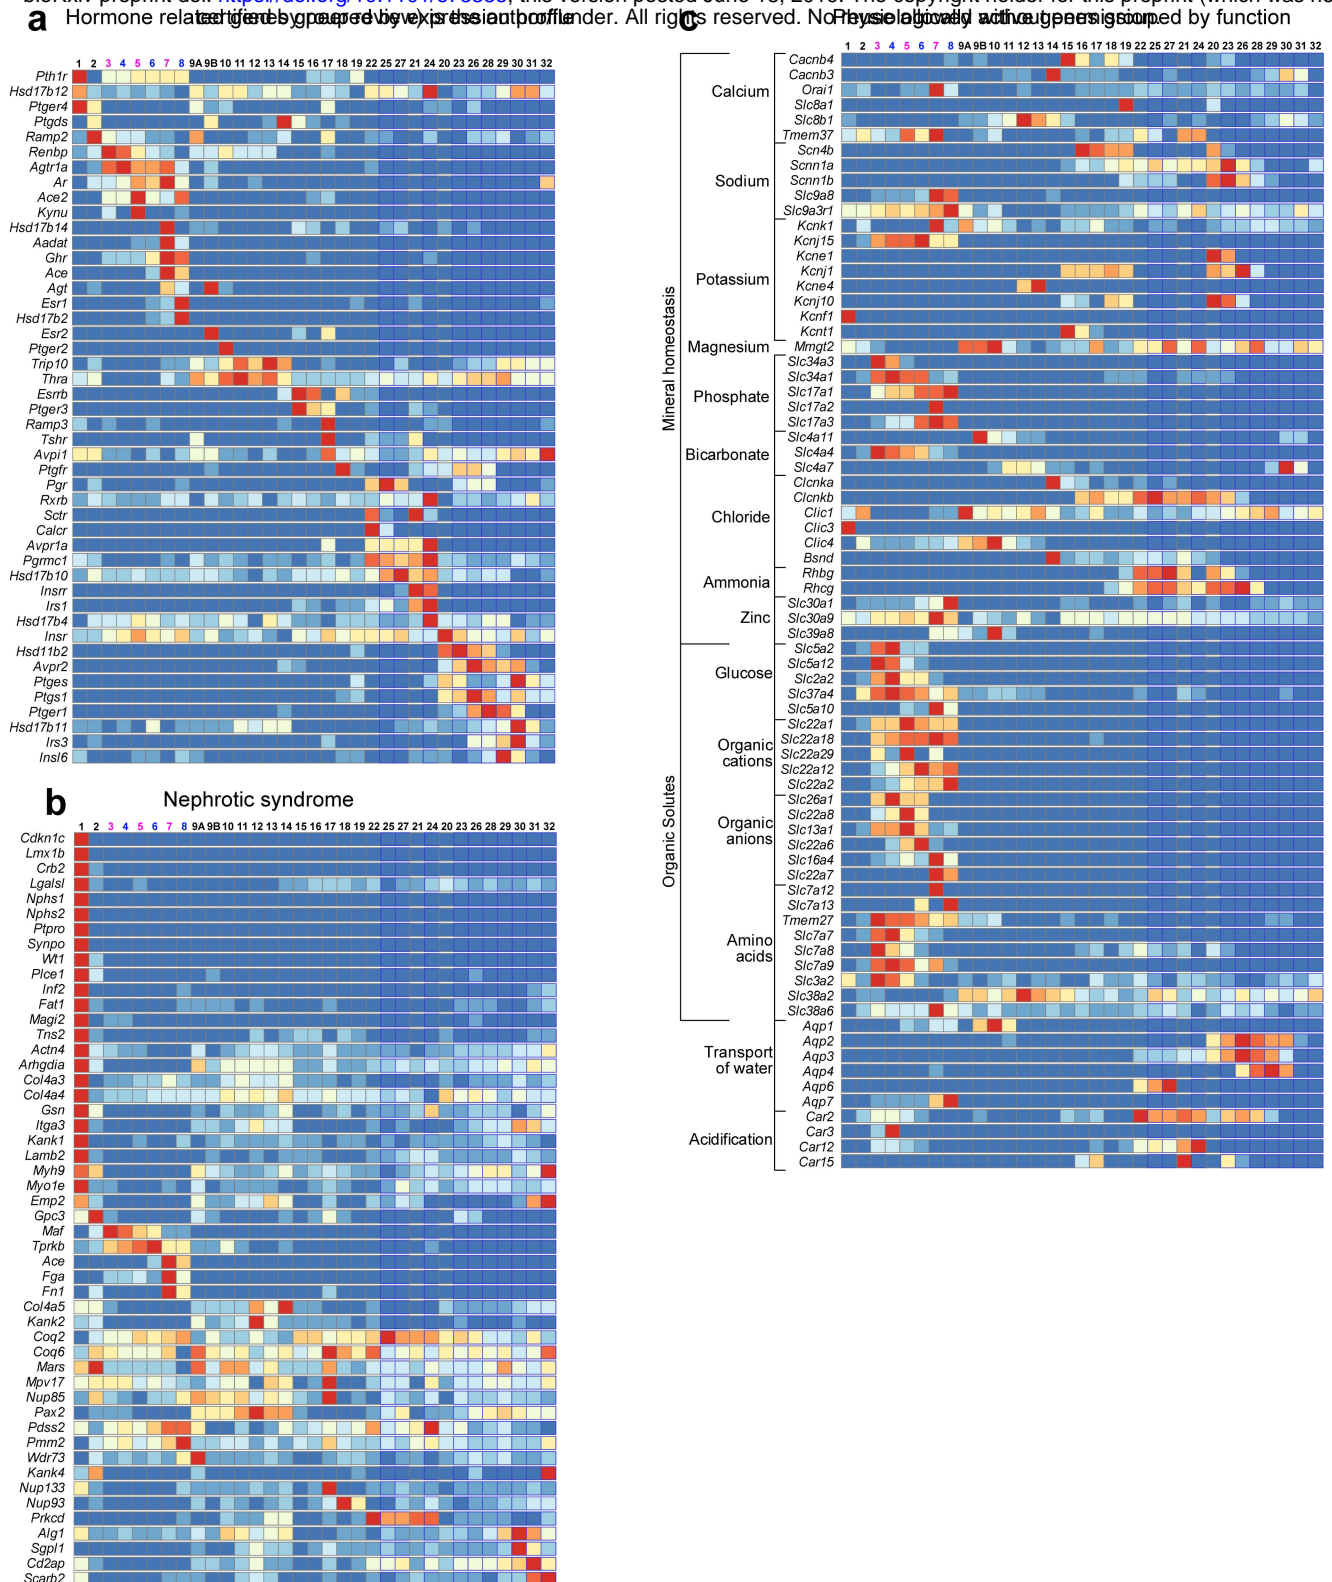 a
Hormone related genes grouped by expression profile
1 2 3 4 5 6 7 8 9A 9B 10 11 12 13 14 15 16 17 18 19 22 25 27 21 24 20 23 26 28 29 30 31 32
Pth1r
Hsd17b12
Ptger4
Ptgds
Ramp2
Renbp
Agtr1a
Ar
Ace2
Kynu
Hsd17b14
Aadat
Ghr
Ace
Agt
Esr1
Hsd17b2
Esr2
Ptger2
Trip10
Thra
Esrrb
Ptger3
Ramp3
Tshr
Avpi1
Ptgfr
Pgr
Rxrb
Sctr
Calcr
Avpr1a
Pgrmc1
Hsd17b10
Insrr
Irs1
Hsd17b4
Insr
Hsd11b2
Avpr2
Ptges
Ptgs1
Ptger1
Hsd17b11
Irs3
Insl6
b
Nephrotic syndrome
1 2 3 4 5 6 7 8 9A 9B 10 11 12 13 14 15 16 17 18 19 22 25 27 21 24 20 23 26 28 29 30 31 32
Cdkn1c
Lmx1b
Crb2
Lgalsl
Nphs1
Nphs2
Ptpro
Synpo
Wt1
Plce1
Inf2
Fat1
Magi2
Tns2
Actn4
Arhgdia
Col4a3
Col4a4
Gsn
Itga3
Kank1
Lamb2
Myh9
Myo1e
Emp2
Gpc3
Maf
Tprkb
Ace
Fga
Fn1
Col4a5
Kank2
Coq2
Coq6
Mars
Mpv17
Nup85
Pax2
Pdss2
Pmm2
Wdr73
Kank4
Nup133
Nup93
Prkcd
Alg1
Sgpl1
Cd2ap
Scarb2
c
Physiologically active genes grouped by function
1 2 3 4 5 6 7 8 9A 9B 10 11 12 13 14 15 16 17 18 19 22 25 27 21 24 20 23 26 28 29 30 31 32
Mineral homeostasis
Calcium
Cacnb4
Cacnb3
Orai1
Slc8a1
Slc8b1
Tmem37
Sodium
Scn4b
Scnn1a
Scnn1b
Slc9a8
Slc9a3r1
Potassium
Kcnk1
Kcnj15
Kcne1
Kcnj1
Kcne4
Kcnj10
Kcnf1
Kcnt1
Magnesium
Mmgt2
Phosphate
Slc34a3
Slc34a1
Slc17a1
Slc17a2
Slc17a3
Bicarbonate
Slc4a11
Slc4a4
Slc4a7
Chloride
Clcnka
Clcnkb
Clic1
Clic3
Clic4
Bsnd
Ammonia
Rhbg
Rhcg
Zinc
Slc30a1
Slc30a9
Slc39a8
Organic Solutes
Glucose
Slc5a2
Slc5a12
Slc2a2
Slc37a4
Slc5a10
Organic
cations
Slc22a1
Slc22a18
Slc22a29
Slc22a12
Slc22a2
Organic
anions
Slc26a1
Slc22a8
Slc13a1
Slc22a6
Slc16a4
Slc22a7
Amino
acids
Slc7a12
Slc7a13
Tmem27
Slc7a7
Slc7a8
Slc7a9
Slc3a2
Slc38a2
Slc38a6
Transport
of water
Aqp1
Aqp2
Aqp3
Aqp4
Aqp6
Aqp7
Acidification
Car2
Car3
Car12
Car15